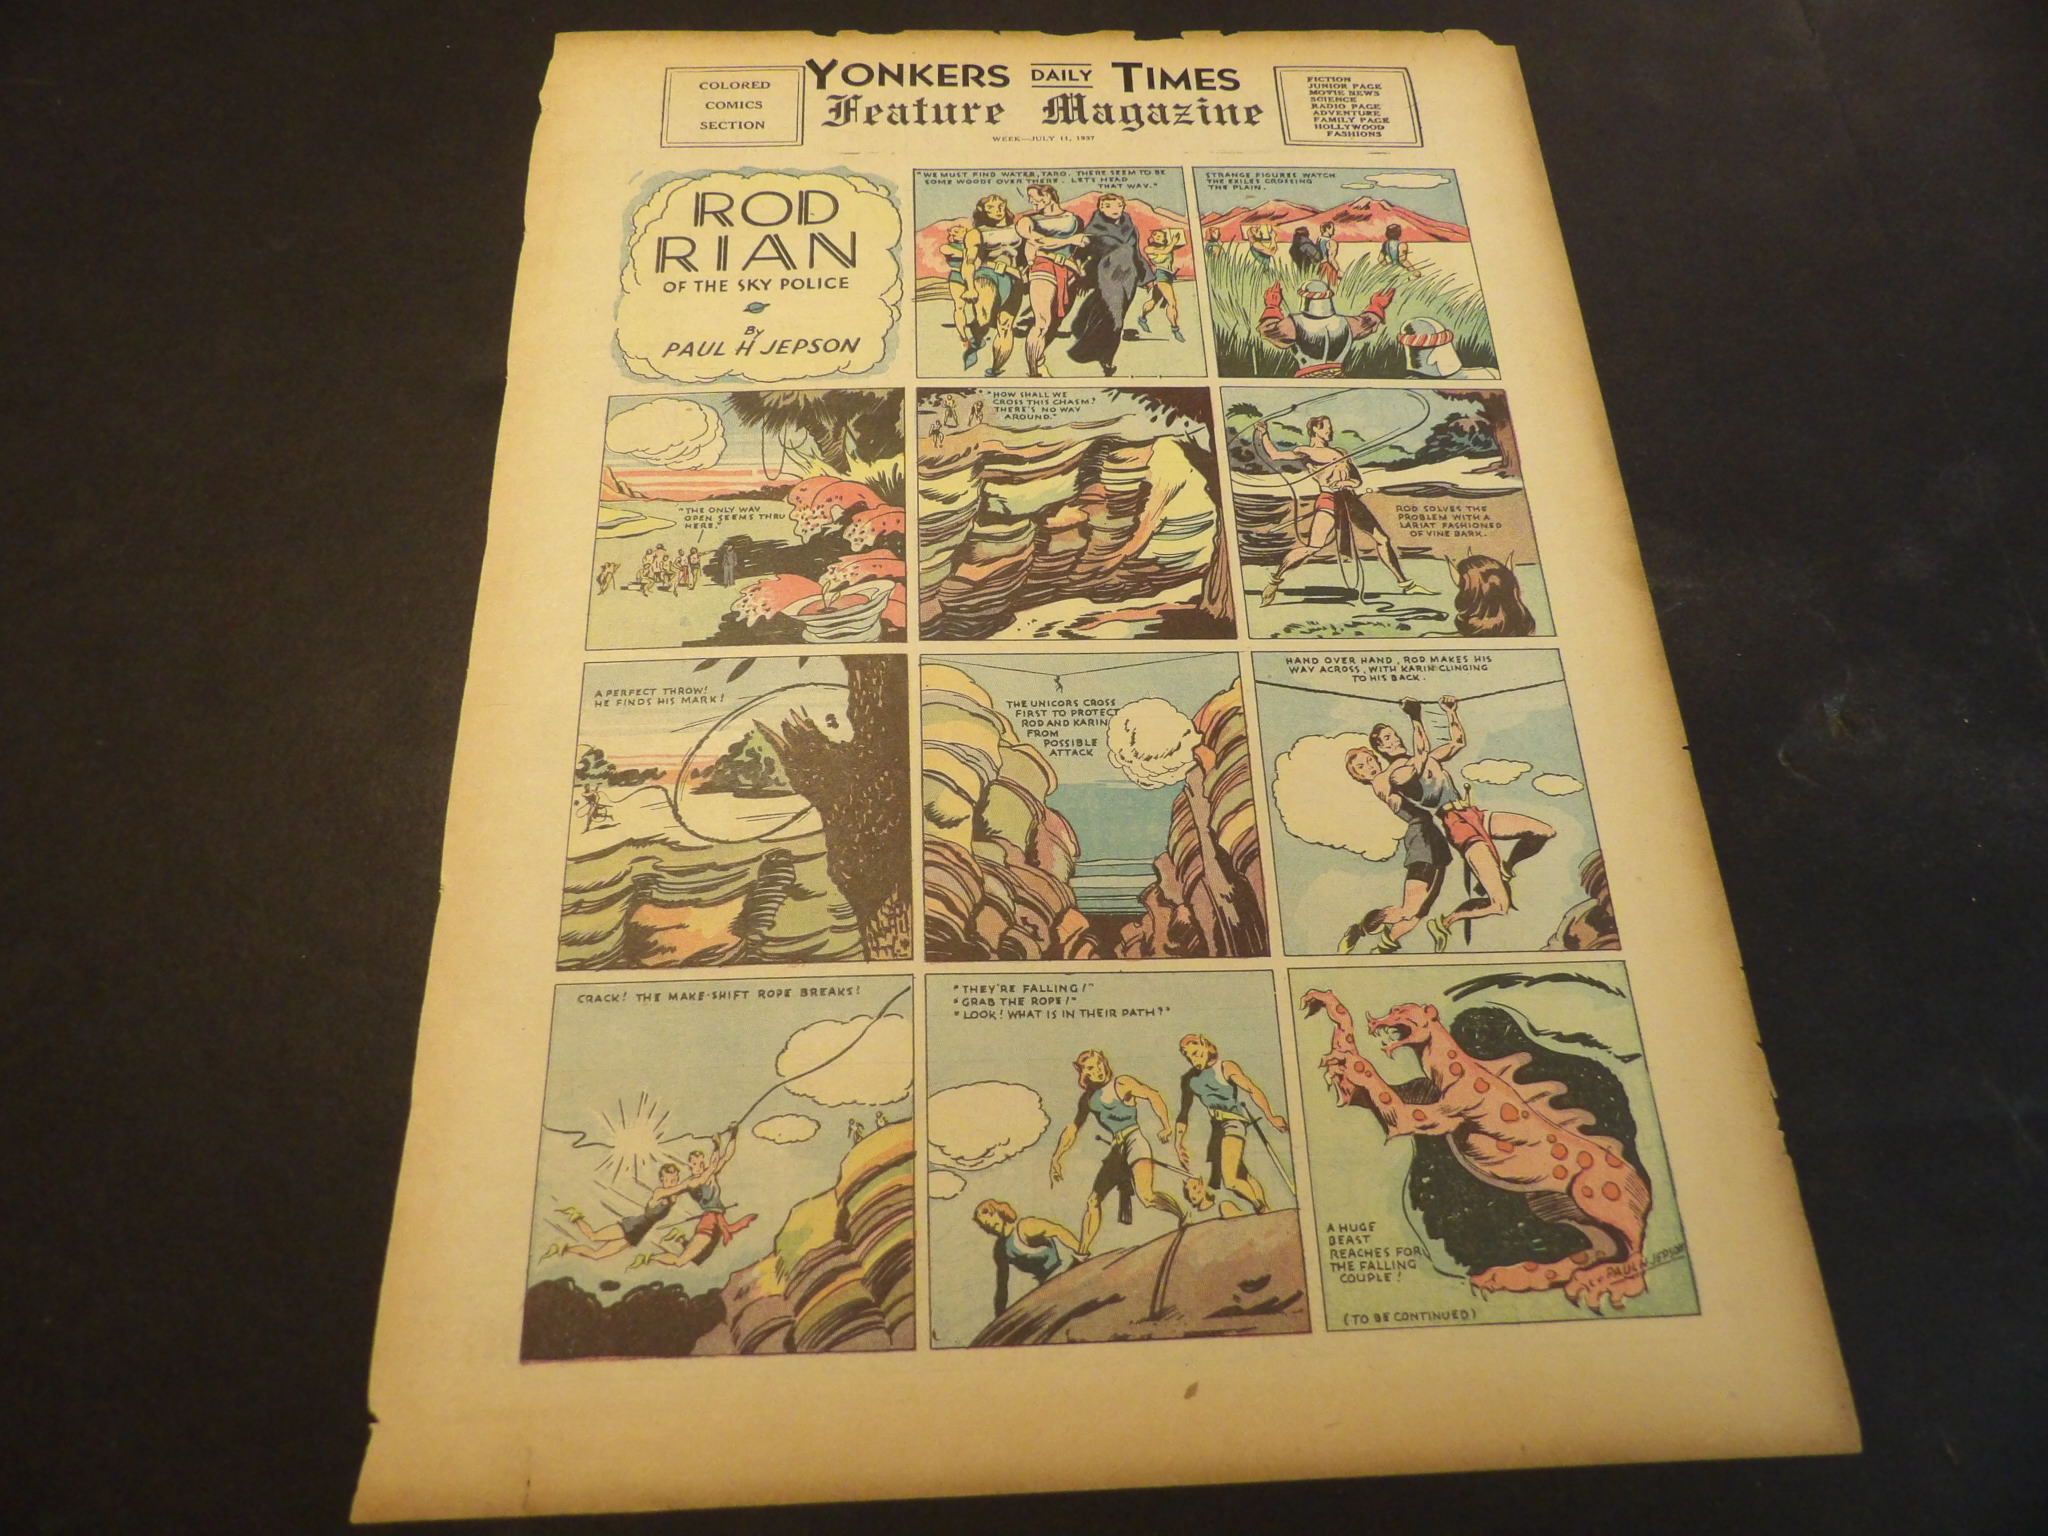 COLORED
COMICS
SECTION
YONKERS DAILY TIMES
Feature Magazine
WEEK—JULY 11, 1937
FICTION
JUNIOR PAGE
MOVIE NEWS
SCIENCE
RADIO PAGE
ADVENTURE
FAMILY PAGE
HOLLYWOOD
FASHIONS
ROD
RIAN
OF THE SKY POLICE
By
PAUL H JEPSON
"WE MUST FIND WATER, TARO. THERE SEEM TO BE
SOME WOODS OVER THERE. LETS HEAD
THAT WAY."
STRANGE FIGURES WATCH
THE EXILES CROSSING
THE PLAIN.
"THE ONLY WAY
OPEN SEEMS THRU
HERE."
"HOW SHALL WE
CROSS THIS CHASM?
THERE'S NO WAY
AROUND."
ROD SOLVES THE
PROBLEM WITH A
LARIAT FASHIONED
OF VINE BARK.
A PERFECT THROW!
HE FINDS HIS MARK!
THE UNICORS CROSS
FIRST TO PROTECT
ROD AND KARIN
FROM
POSSIBLE
ATTACK
HAND OVER HAND, ROD MAKES HIS
WAY ACROSS, WITH KARIN CLINGING
TO HIS BACK.
CRACK! THE MAKE-SHIFT ROPE BREAKS!
"THEY'RE FALLING!"
"GRAB THE ROPE!"
"LOOK! WHAT IS IN THEIR PATH?"
A HUGE
BEAST
REACHES FOR
THE FALLING
COUPLE!
PAUL H JEPSON
(TO BE CONTINUED)